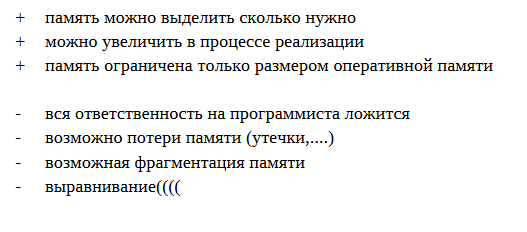 + память можно выделить сколько нужно
+ можно увеличить в процессе реализации
+ память ограничена только размером оперативной памяти
- вся ответственность на программиста ложится
- возможно потери памяти (утечки,....)
- возможная фрагментация памяти
- выравнивание((((